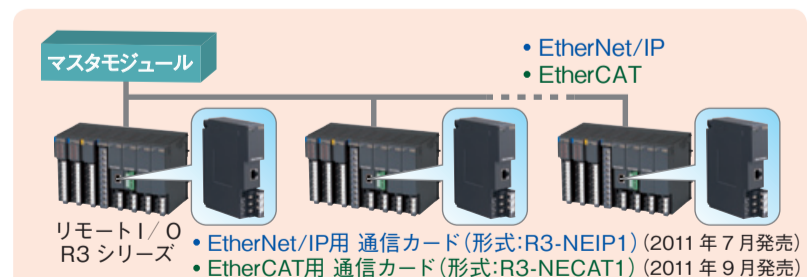 マスタモジュール
• EtherNet/IP
• EtherCAT
リモートI/O
R3 シリーズ
• EtherNet/IP用 通信カード(形式:R3-NEIP1)(2011 年 7 月発売)
• EtherCAT用 通信カード(形式:R3-NECAT1)(2011 年 9 月発売)